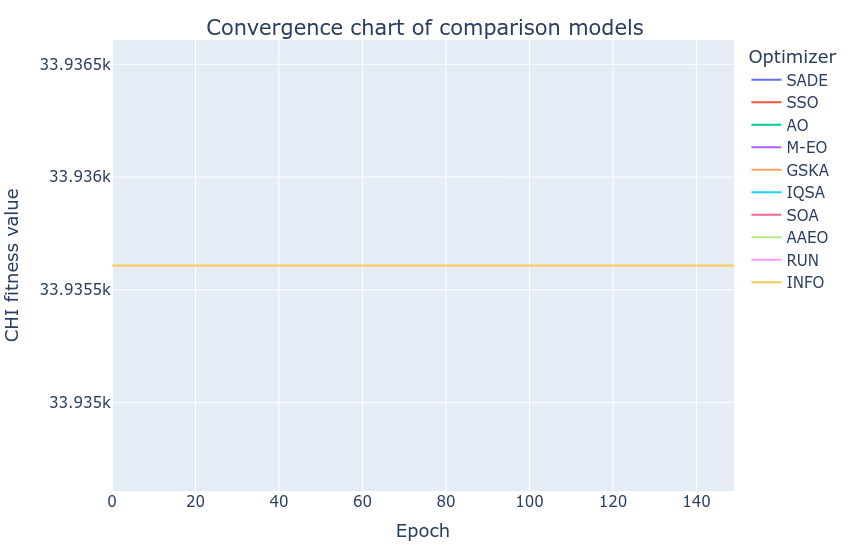 Convergence chart of comparison models
Optimizer
SADE
SSO
AO
M-EO
GSKA
IQSA
SOA
AAEO
RUN
INFO
CHI fitness value
33.9365k
33.936k
33.9355k
33.935k
0 20 40 60 80 100 120 140
Epoch